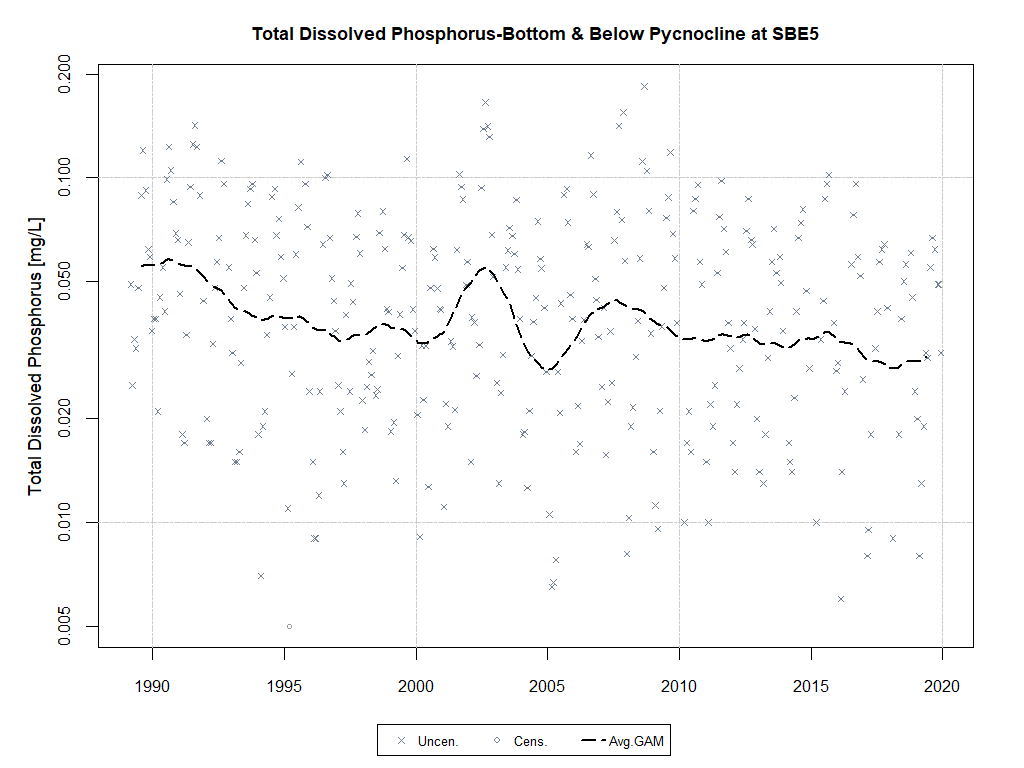 Total Dissolved Phosphorus-Bottom & Below Pycnocline at SBE5
Total Dissolved Phosphorus [mg/L]
0.200
0.100
0.050
0.020
0.010
0.005
1990 1995 2000 2005 2010 2015 2020
Uncen. Cens. Avg.GAM